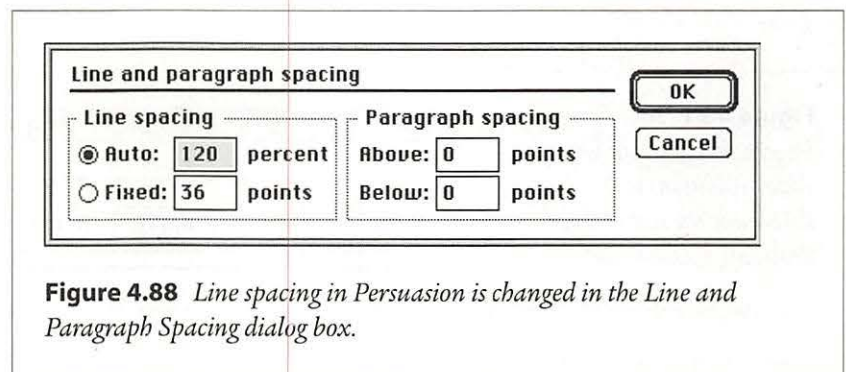 Line and paragraph spacing
OK
Line spacing
Paragraph spacing
Cancel
Auto: 120 percent
Above: 0 points
Fixed: 36 points
Below: 0 points
Figure 4.88 Line spacing in Persuasion is changed in the Line and
Paragraph Spacing dialog box.